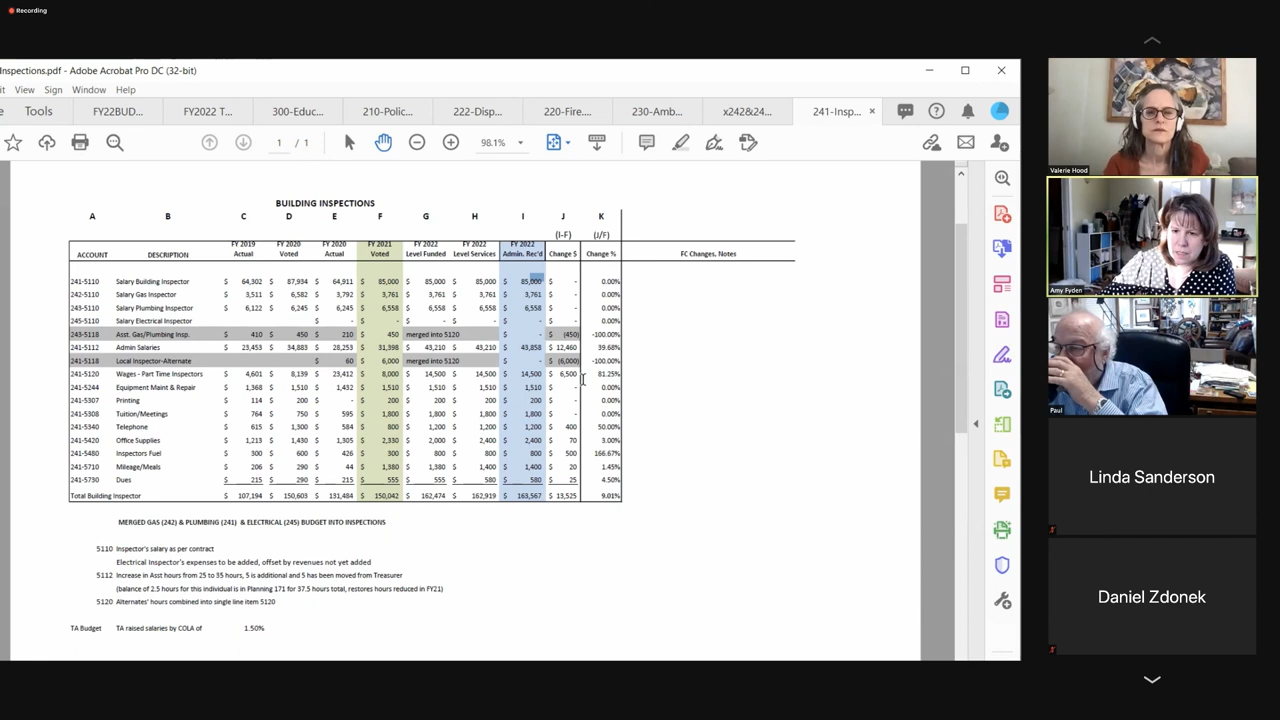 Recording
Inspections.pdf - Adobe Acrobat Pro DC (32-bit)
it View Sign Window Help
e Tools FY22BUD... FY2022 T... 300-Educ... 210-Polic... 222-Disp... 220-Fire.... 230-Amb... x242&24... 241-Insp... ×
1 / 1 98.1%
BUILDING INSPECTIONS
A B C D E F G H I J K
(I-F) (J/F)
FY 2019 FY 2020 FY 2020 FY 2021 FY 2022 FY 2022 FY 2022
ACCOUNT DESCRIPTION Actual Voted Actual Voted Level Funded Level Services Admin. Rec'd Change $ Change % FC Changes, Notes
241-5110 Salary Building Inspector $ 64,302 $ 87,934 $ 64,911 $ 85,000 $ 85,000 $ 85,000 $ 85,000 $ - 0.00%
242-5110 Salary Gas Inspector $ 3,511 $ 6,582 $ 3,792 $ 3,761 $ 3,761 $ 3,761 $ 3,761 $ - 0.00%
243-5110 Salary Plumbing Inspector $ 6,122 $ 6,245 $ 6,245 $ 6,558 $ 6,558 $ 6,558 $ 6,558 $ - 0.00%
245-5110 Salary Electrical Inspector $ - $ - $ - $ - $ - $ - 0.00%
243-5118 Asst. Gas/Plumbing Insp. $ 410 $ 450 $ 210 $ 450 merged into 5120 $ - $ (450) -100.00%
241-5112 Admin Salaries $ 23,453 $ 34,883 $ 28,253 $ 31,398 $ 43,210 $ 43,210 $ 43,858 $ 12,460 39.68%
241-5118 Local Inspector-Alternate $ 60 $ 6,000 merged into 5120 $ - $ (6,000) -100.00%
241-5120 Wages - Part Time Inspectors $ 4,601 $ 8,139 $ 23,412 $ 8,000 $ 14,500 $ 14,500 $ 14,500 $ 6,500 81.25%
241-5244 Equipment Maint & Repair $ 1,368 $ 1,510 $ 1,432 $ 1,510 $ 1,510 $ 1,510 $ 1,510 $ - 0.00%
241-5307 Printing $ 114 $ 200 $ - $ 200 $ 200 $ 200 $ 200 $ - 0.00%
241-5308 Tuition/Meetings $ 764 $ 750 $ 595 $ 1,800 $ 1,800 $ 1,800 $ 1,800 $ - 0.00%
241-5340 Telephone $ 615 $ 1,300 $ 584 $ 800 $ 1,200 $ 1,200 $ 1,200 $ 400 50.00%
241-5420 Office Supplies $ 1,213 $ 1,430 $ 1,305 $ 2,330 $ 2,000 $ 2,400 $ 2,400 $ 70 3.00%
241-5480 Inspectors Fuel $ 300 $ 600 $ 426 $ 300 $ 800 $ 800 $ 800 $ 500 166.67%
241-5710 Mileage/Meals $ 206 $ 290 $ 44 $ 1,380 $ 1,380 $ 1,400 $ 1,400 $ 20 1.45%
241-5730 Dues $ 215 $ 290 $ 215 $ 555 $ 555 $ 580 $ 580 $ 25 4.50%
Total Building Inspector $ 107,194 $ 150,603 $ 131,484 $ 150,042 $ 162,474 $ 162,919 $ 163,567 $ 13,525 9.01%
MERGED GAS (242) & PLUMBING (241) & ELECTRICAL (245) BUDGET INTO INSPECTIONS
5110 Inspector's salary as per contract
Electrical Inspector's expenses to be added, offset by revenues not yet added
5112 Increase in Asst hours from 25 to 35 hours, 5 is additional and 5 has been moved from Treasurer
(balance of 2.5 hours for this individual is in Planning 171 for 37.5 hours total, restores hours reduced in FY21)
5120 Alternates' hours combined into single line item 5120
TA Budget TA raised salaries by COLA of 1.50%
Valerie Hood
Amy Fyden
Paul
Linda Sanderson
Daniel Zdonek